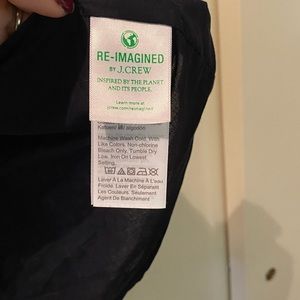 RE-IMAGINED
BY J.CREW
INSPIRED BY THE PLANET
AND ITS PEOPLE.
Learn more at
jcrew.com/reimagined
algodón
Machine Wash Cold, With
Like Colors. Non-chlorine
Bleach Only. Tumble Dry
Low. Iron On Lowest
Setting.
Laver À La Machine À L'eau
Froide. Laver En Séparant
Les Couleurs. Seulement
Agent de Blanchiment